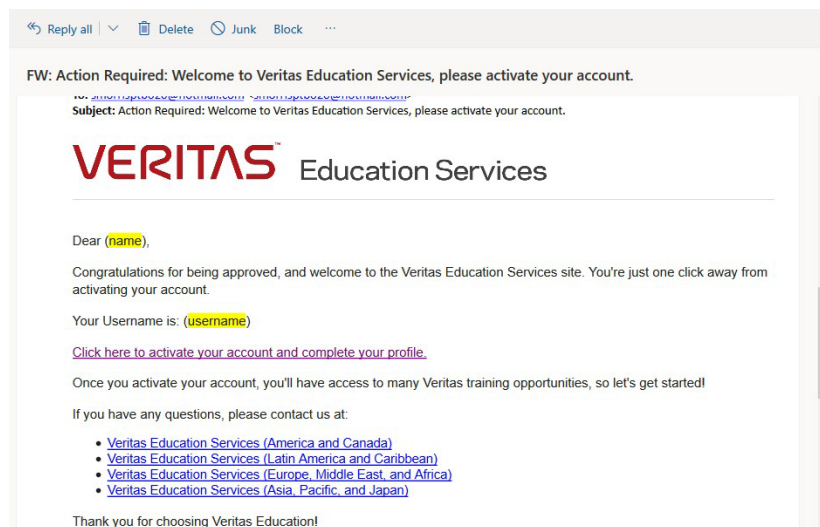 Reply all Delete Junk Block ...
FW: Action Required: Welcome to Veritas Education Services, please activate your account.
Subject: Action Required: Welcome to Veritas Education Services, please activate your account.
VERITAS™ Education Services
Dear (name),
Congratulations for being approved, and welcome to the Veritas Education Services site. You're just one click away from
activating your account.
Your Username is: (username)
Click here to activate your account and complete your profile.
Once you activate your account, you'll have access to many Veritas training opportunities, so let's get started!
If you have any questions, please contact us at:
• Veritas Education Services (America and Canada)
• Veritas Education Services (Latin America and Caribbean)
• Veritas Education Services (Europe, Middle East, and Africa)
• Veritas Education Services (Asia, Pacific, and Japan)
Thank you for choosing Veritas Education!